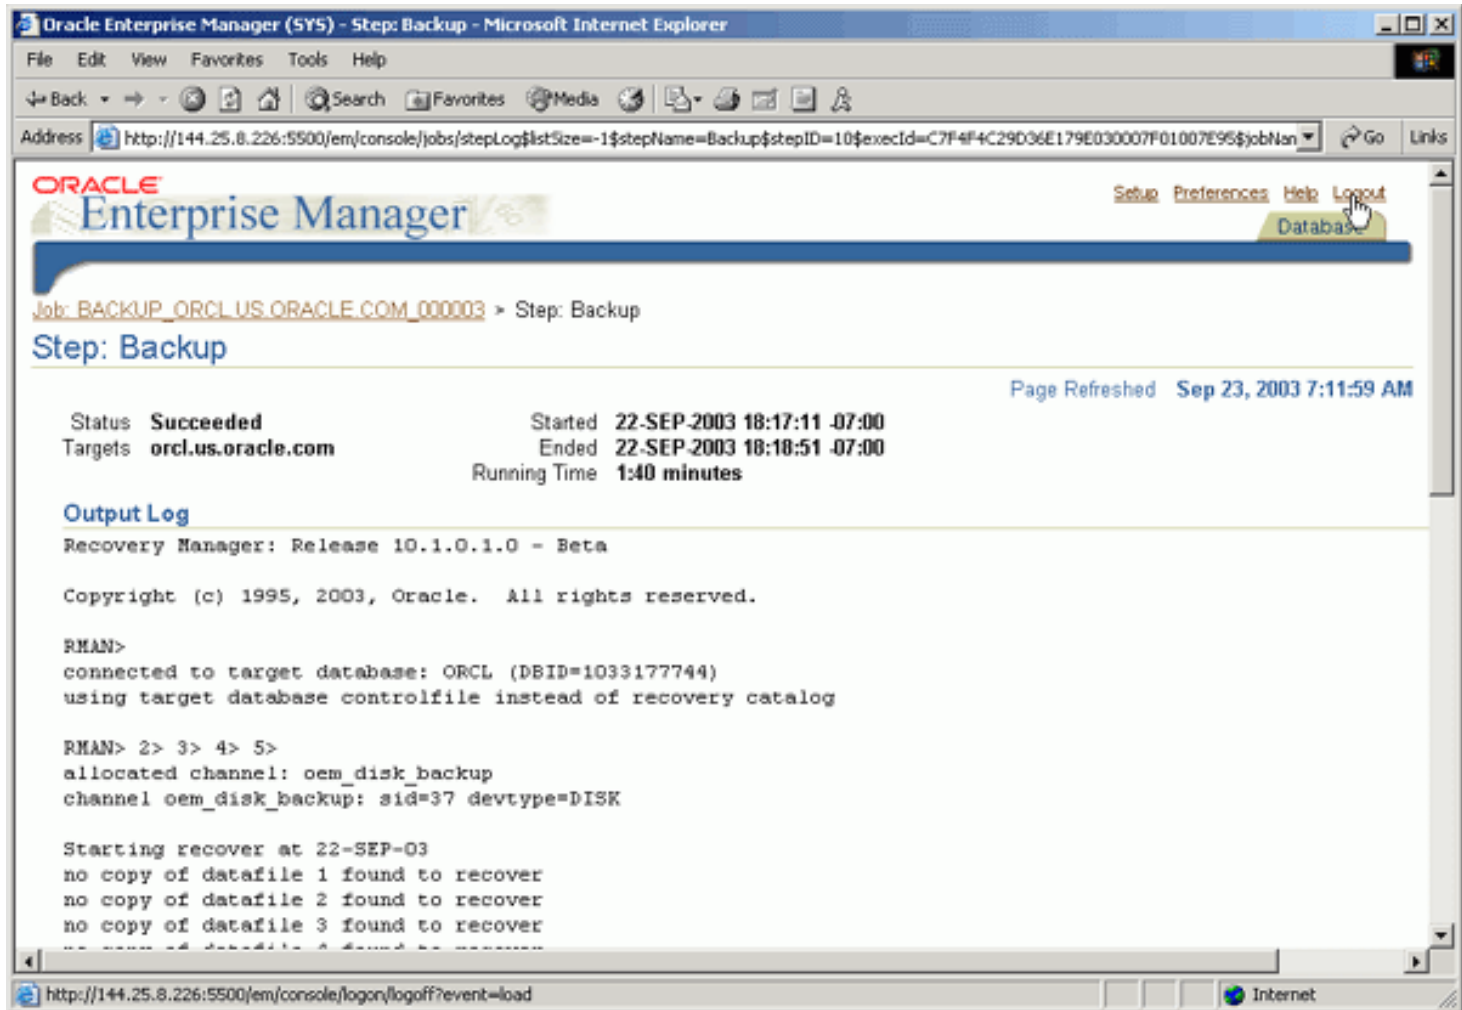 Oracle Enterprise Manager (SYS) - Step: Backup - Microsoft Internet Explorer
File Edit View Favorites Tools Help
Back Search Favorites Media
Address http://144.25.8.226:5500/em/console/jobs/stepLog$listSize=-1$stepName=Backup$stepID=10$execId=C7F4F4C29D36E179E030007F01007E95$jobNan Go Links
ORACLE
Enterprise Manager
Setup Preferences Help Logout
Database
Job: BACKUP_ORCL.US.ORACLE.COM_000003 > Step: Backup
Step: Backup
Page Refreshed Sep 23, 2003 7:11:59 AM
Status Succeeded Started 22-SEP-2003 18:17:11 -07:00
Targets orcl.us.oracle.com Ended 22-SEP-2003 18:18:51 -07:00
Running Time 1:40 minutes
Output Log
Recovery Manager: Release 10.1.0.1.0 - Beta
Copyright (c) 1995, 2003, Oracle. All rights reserved.
RMAN>
connected to target database: ORCL (DBID=1033177744)
using target database controlfile instead of recovery catalog
RMAN> 2> 3> 4> 5>
allocated channel: oem_disk_backup
channel oem_disk_backup: sid=37 devtype=DISK
Starting recover at 22-SEP-03
no copy of datafile 1 found to recover
no copy of datafile 2 found to recover
no copy of datafile 3 found to recover
http://144.25.8.226:5500/em/console/logon/logoff?event=load Internet